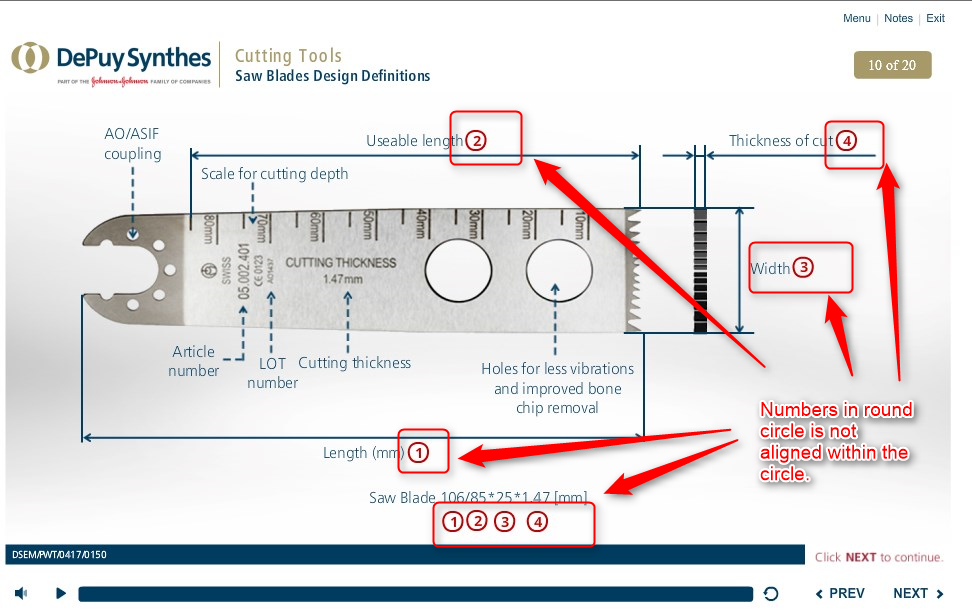 Menu | Notes | Exit
DePuy Synthes
PART OF THE Johnson & Johnson FAMILY OF COMPANIES
Cutting Tools
Saw Blades Design Definitions
10 of 20
AO/ASIF
coupling
Useable length 2
Thickness of cut 4
Scale for cutting depth
80mm
70mm
60mm
50mm
40mm
30mm
20mm
10mm
SWISS
05.002.401
CE 0123
AO1437
CUTTING THICKNESS
1.47mm
Width 3
Article
number
LOT
number
Cutting thickness
Holes for less vibrations
and improved bone
chip removal
Numbers in round
circle is not
aligned within the
circle.
Length (mm) 1
Saw Blade 106/85*25*1.47 [mm]
1 2 3 4
DSEM/PWT/0417/0150
Click NEXT to continue.
PREV
NEXT